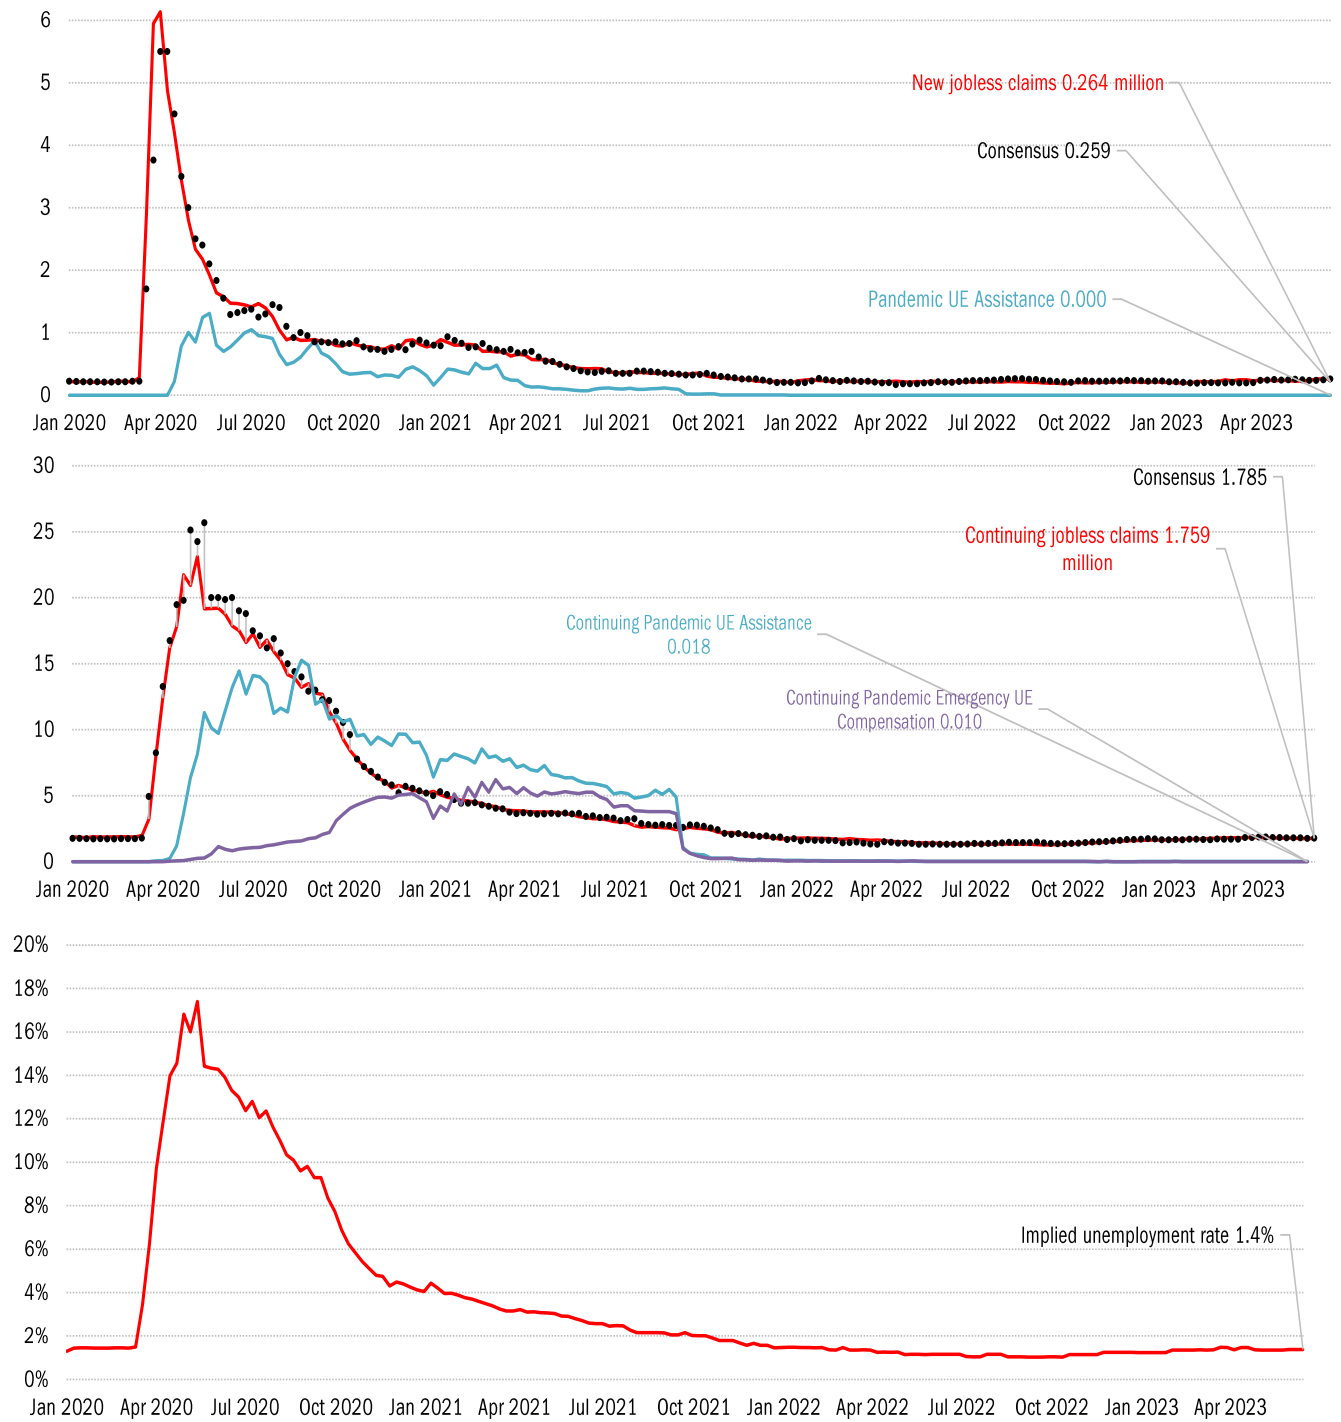 6
5
New jobless claims 0.264 million
4
Consensus 0.259
3
2
Pandemic UE Assistance 0.000
1
0
Jan 2020 Apr 2020 Jul 2020 Oct 2020 Jan 2021 Apr 2021 Jul 2021 Oct 2021 Jan 2022 Apr 2022 Jul 2022 Oct 2022 Jan 2023 Apr 2023
30
Consensus 1.785
25
Continuing jobless claims 1.759
million
20
Continuing Pandemic UE Assistance
0.018
15
Continuing Pandemic Emergency UE
Compensation 0.010
10
5
0
Jan 2020 Apr 2020 Jul 2020 Oct 2020 Jan 2021 Apr 2021 Jul 2021 Oct 2021 Jan 2022 Apr 2022 Jul 2022 Oct 2022 Jan 2023 Apr 2023
20%
18%
16%
14%
12%
10%
8%
Implied unemployment rate 1.4%
6%
4%
2%
0%
Jan 2020 Apr 2020 Jul 2020 Oct 2020 Jan 2021 Apr 2021 Jul 2021 Oct 2021 Jan 2022 Apr 2022 Jul 2022 Oct 2022 Jan 2023 Apr 2023